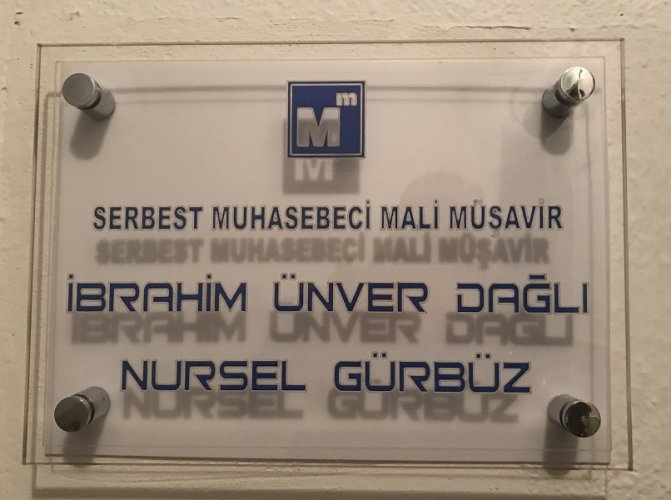 Mm
SERBEST MUHASEBECİ MALİ MÜŞAVİR
İBRAHİM ÜNVER DAĞLI
NURSEL GÜRBÜZ